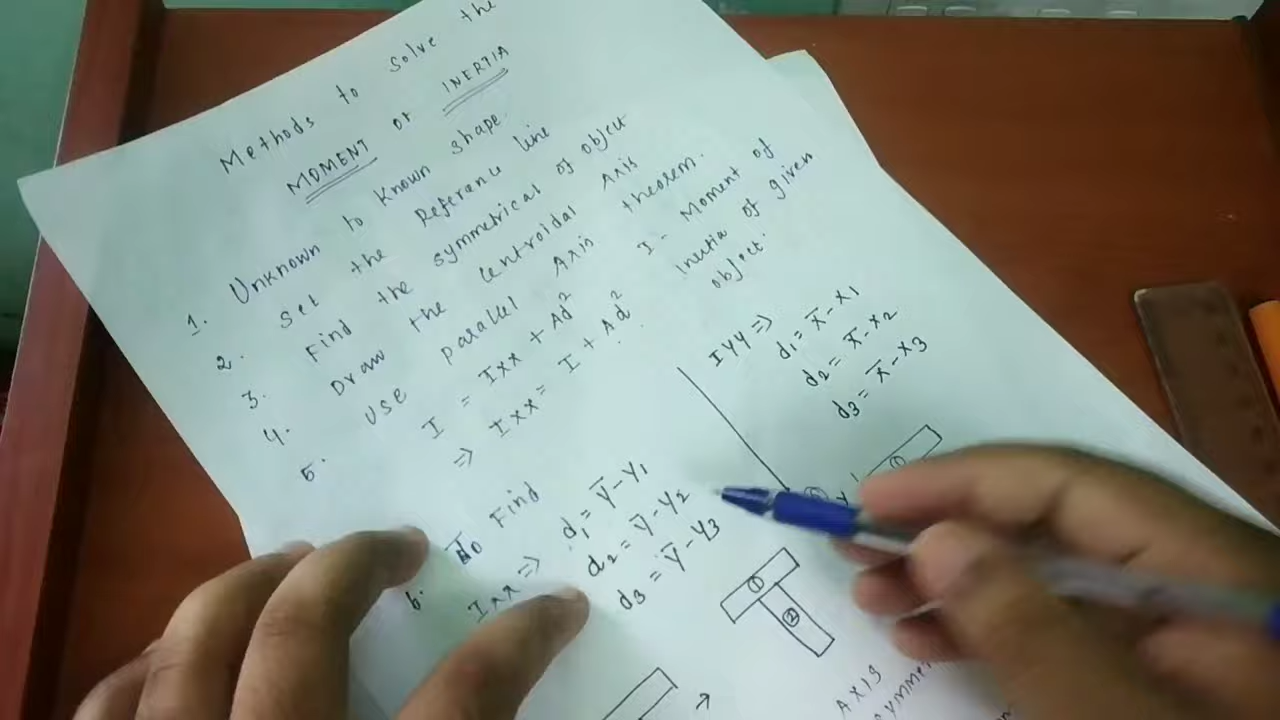 Methods to solve the
MOMENT OF INERTIA
1. Unknown to Known shape.
2. Set the Reference line
3. Find the symmetrical of object
4. Draw the centroidal Axis
5. Use parallel Axis theorem.
I = Ixx + Ad²
=> Ixx = I + Ad²
I - Moment of
Inertia of given
object.
6. To Find
Ixx => d1 = ȳ - y1
d2 = ȳ - y2
d3 = ȳ - y3
IYY =>
d1 = x̄ - x1
d2 = x̄ - x2
d3 = x̄ - x3
①
①
②
AXIS